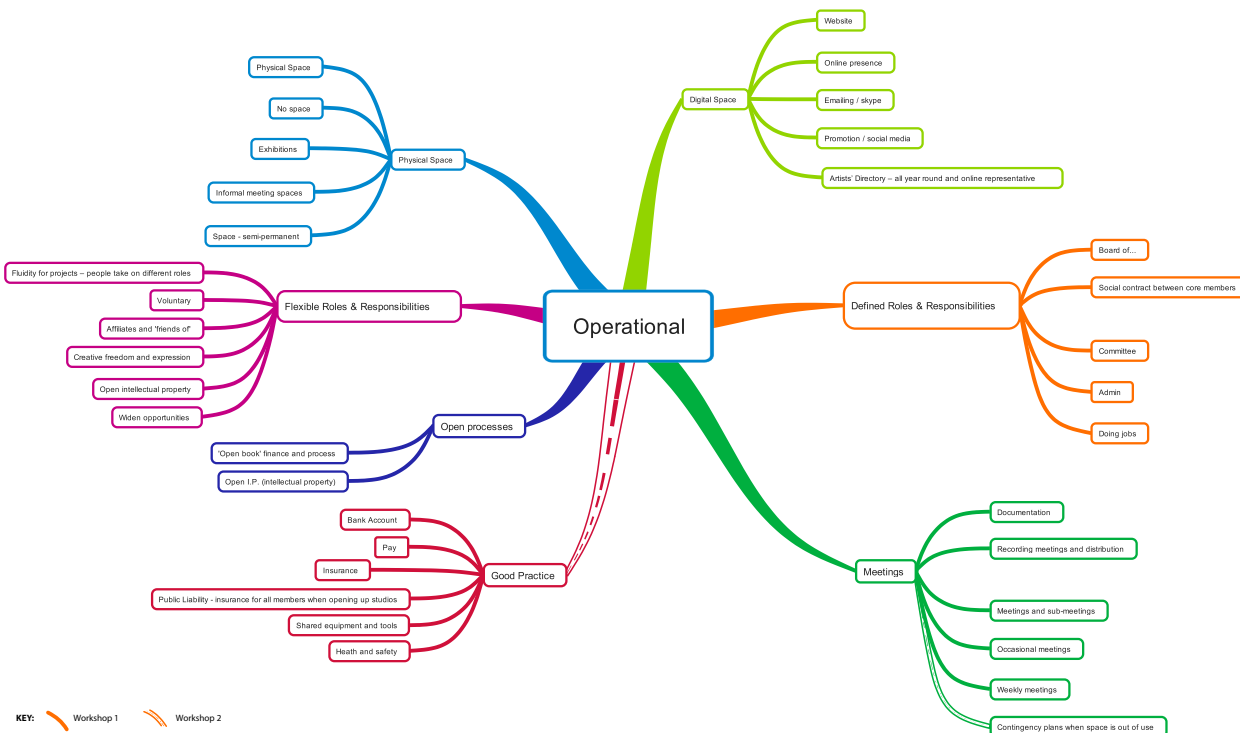 Operational
Physical Space
Physical Space
No space
Exhibitions
Informal meeting spaces
Space - semi-permanent
Digital Space
Website
Online presence
Emailing / skype
Promotion / social media
Artists' Directory – all year round and online representative
Flexible Roles & Responsibilities
Fluidity for projects – people take on different roles
Voluntary
Affiliates and 'friends of'
Creative freedom and expression
Open intellectual property
Widen opportunities
Defined Roles & Responsibilities
Board of...
Social contract between core members
Committee
Admin
Doing jobs
Open processes
'Open book' finance and process
Open I.P. (intellectual property)
Good Practice
Bank Account
Pay
Insurance
Public Liability - insurance for all members when opening up studios
Shared equipment and tools
Heath and safety
Meetings
Documentation
Recording meetings and distribution
Meetings and sub-meetings
Occasional meetings
Weekly meetings
Contingency plans when space is out of use
KEY: Workshop 1 Workshop 2